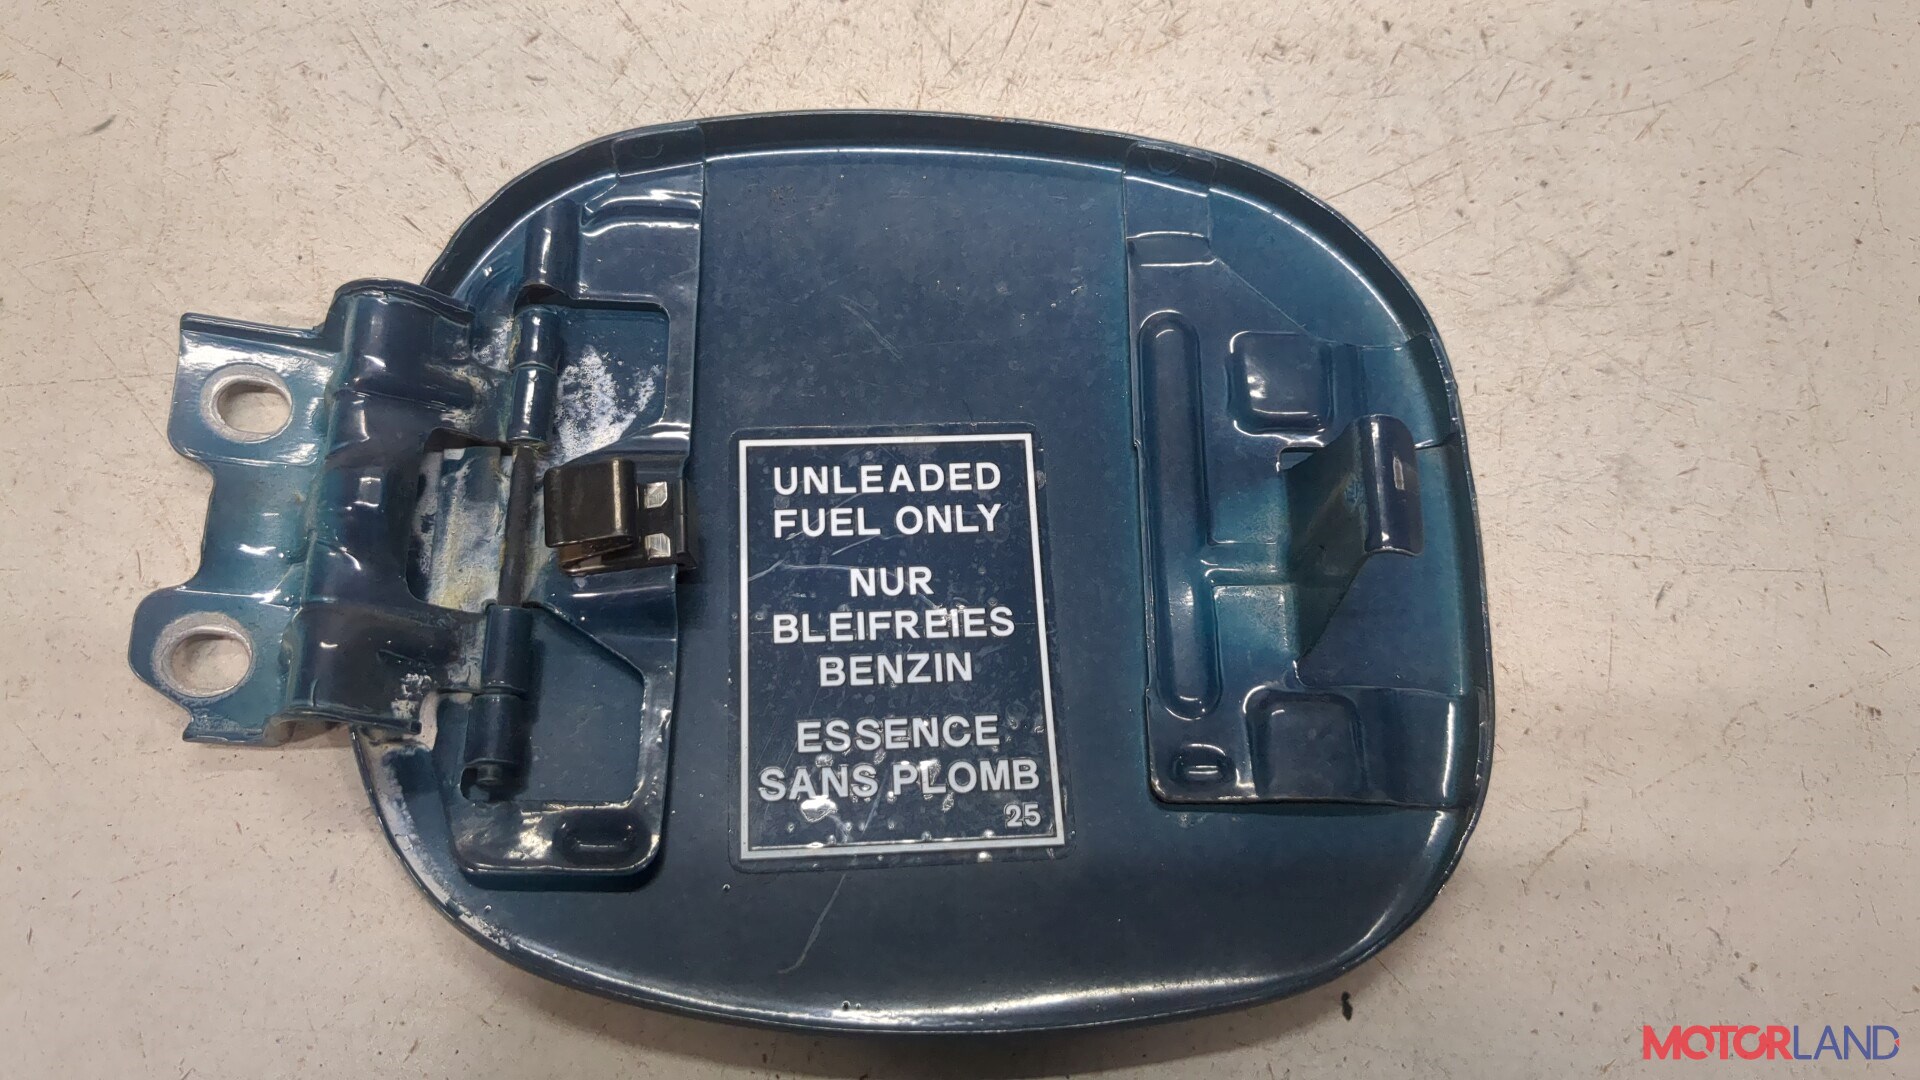 UNLEADED
FUEL ONLY
NUR
BLEIFREIES
BENZIN
ESSENCE
SANS PLOMB
25
MOTORLAND